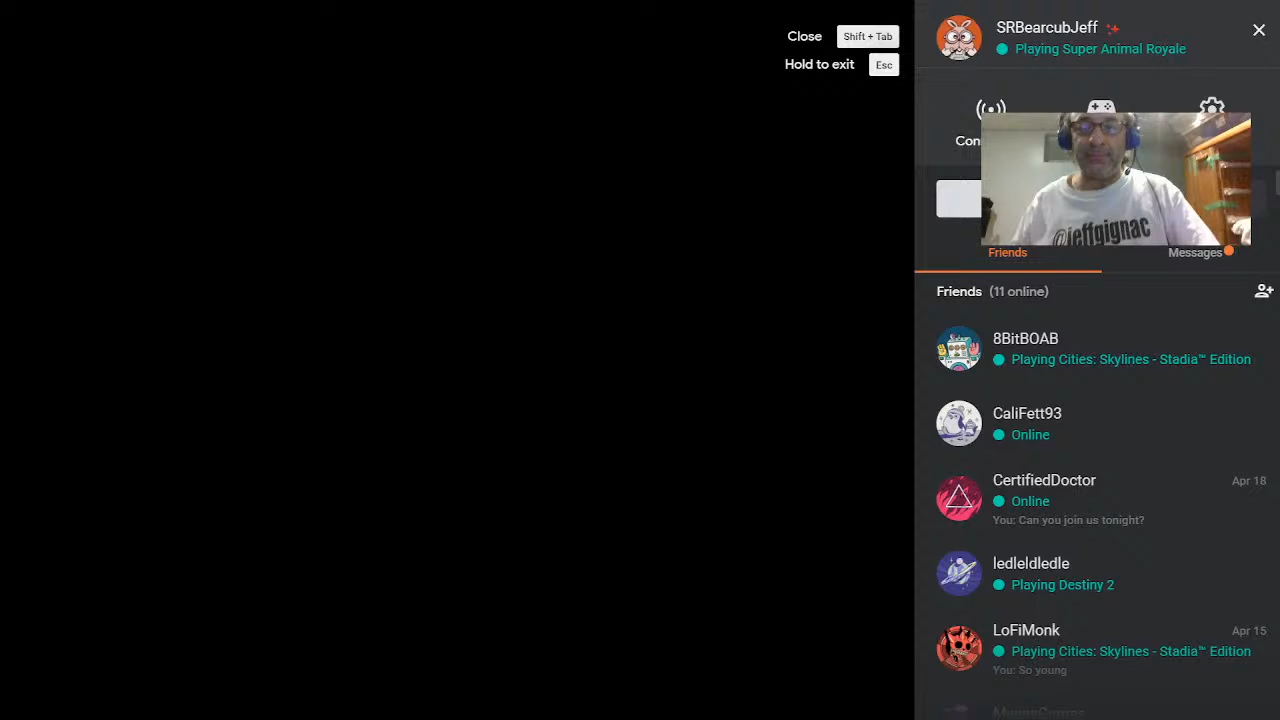 Close Shift + Tab
Hold to exit Esc
SRBearcubJeff
Playing Super Animal Royale
@jeffgignac
Friends Messages
Friends (11 online)
8BitBOAB
Playing Cities: Skylines - Stadia™ Edition
CaliFett93
Online
CertifiedDoctor Apr 18
Online
You: Can you join us tonight?
ledleldledle
Playing Destiny 2
LoFiMonk Apr 15
Playing Cities: Skylines - Stadia™ Edition
You: So young